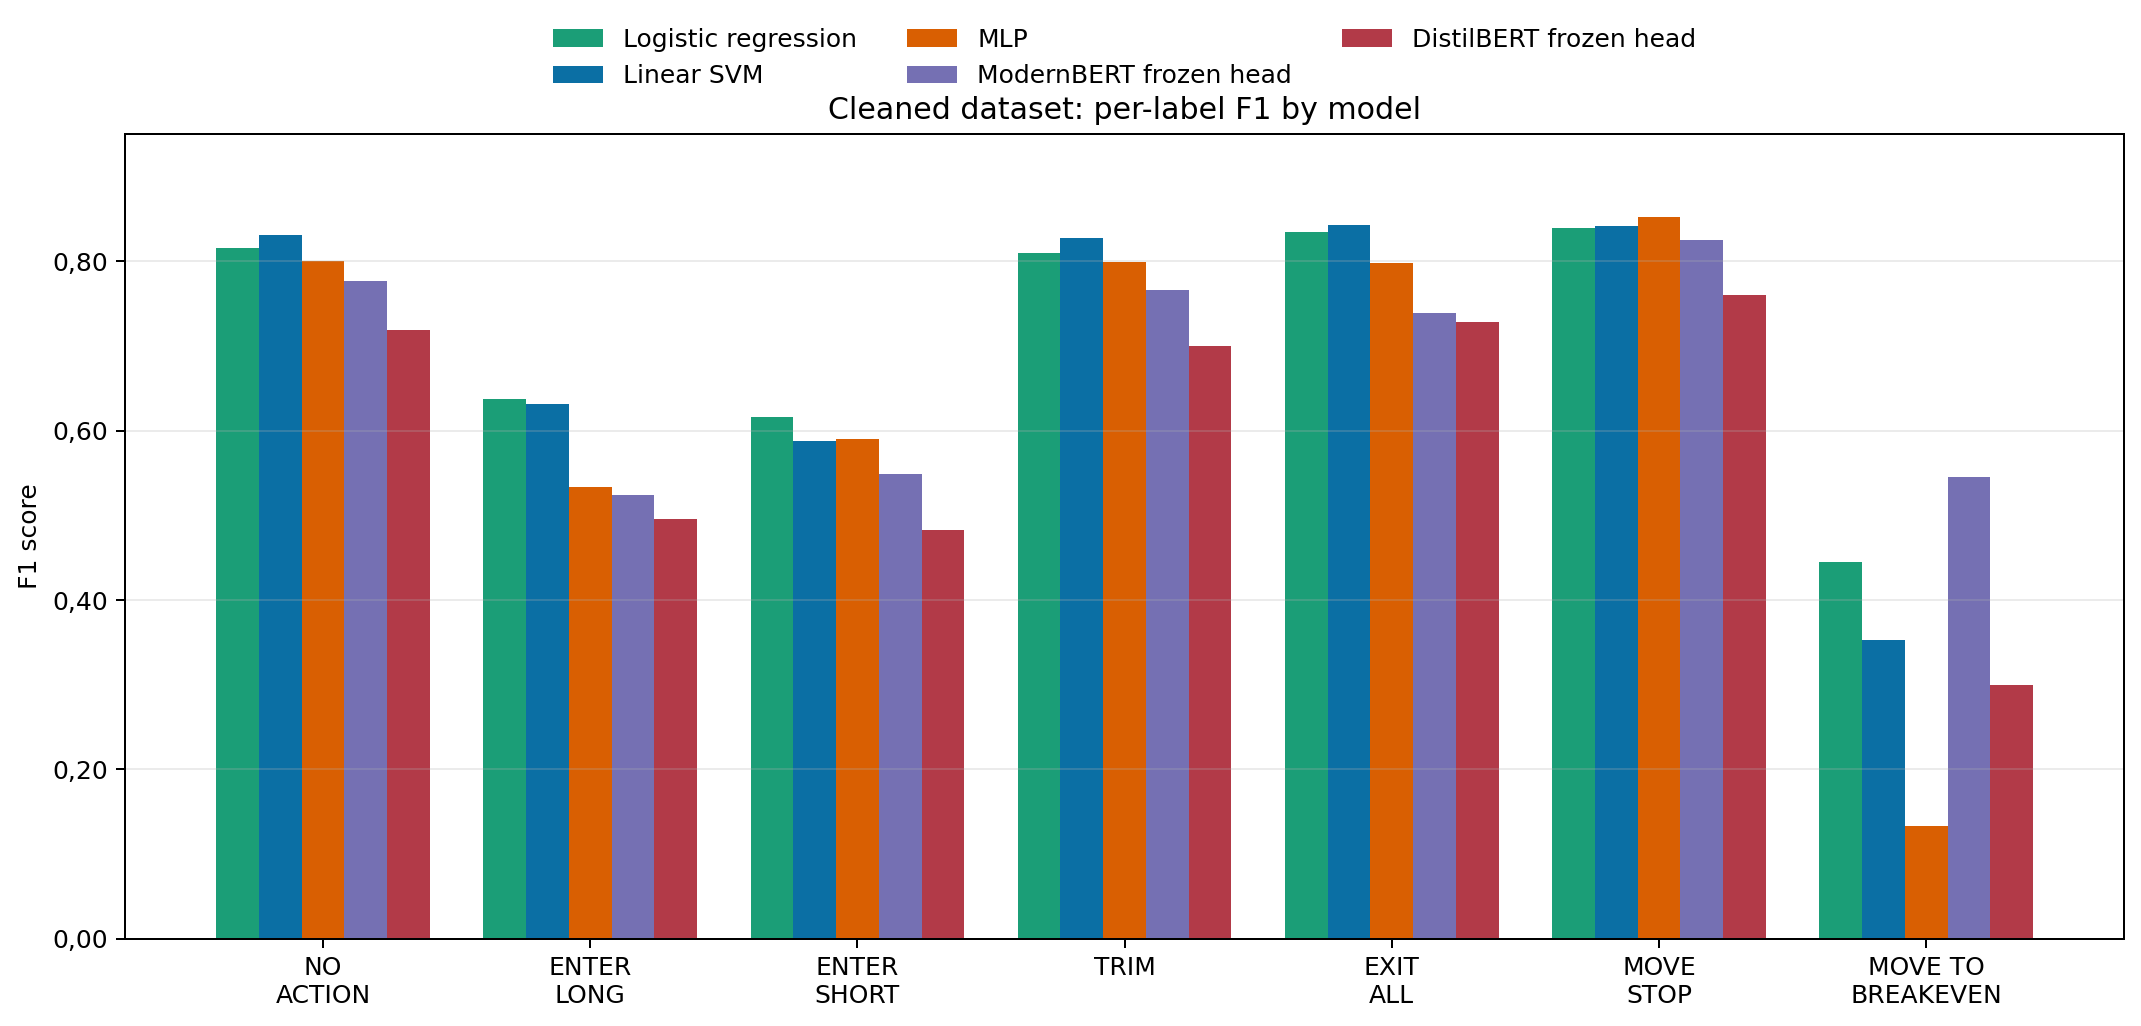 Logistic regression
Linear SVM
MLP
ModernBERT frozen head
DistilBERT frozen head
Cleaned dataset: per-label F1 by model
F1 score
0,80
0,60
0,40
0,20
0,00
NO
ACTION
ENTER
LONG
ENTER
SHORT
TRIM
EXIT
ALL
MOVE
STOP
MOVE TO
BREAKEVEN